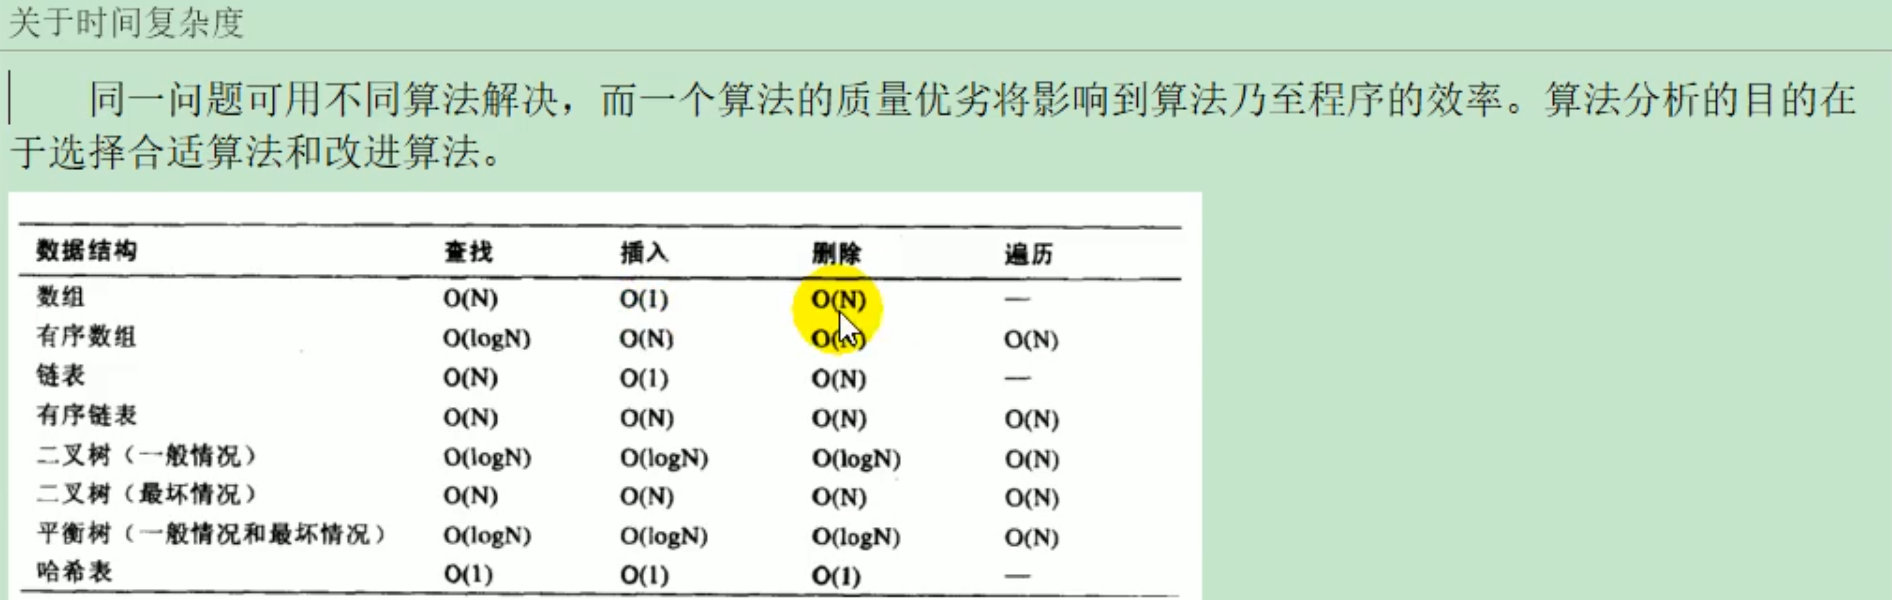 关于时间复杂度
同一问题可用不同算法解决，而一个算法的质量优劣将影响到算法乃至程序的效率。算法分析的目的在
于选择合适算法和改进算法。
数据结构 查找 插入 删除 遍历
数组 O(N) O(1) O(N) —
有序数组 O(logN) O(N) O(N) O(N)
链表 O(N) O(1) O(N) —
有序链表 O(N) O(N) O(N) O(N)
二叉树（一般情况） O(logN) O(logN) O(logN) O(N)
二叉树（最坏情况） O(N) O(N) O(N) O(N)
平衡树（一般情况和最坏情况） O(logN) O(logN) O(logN) O(N)
哈希表 O(1) O(1) O(1) —